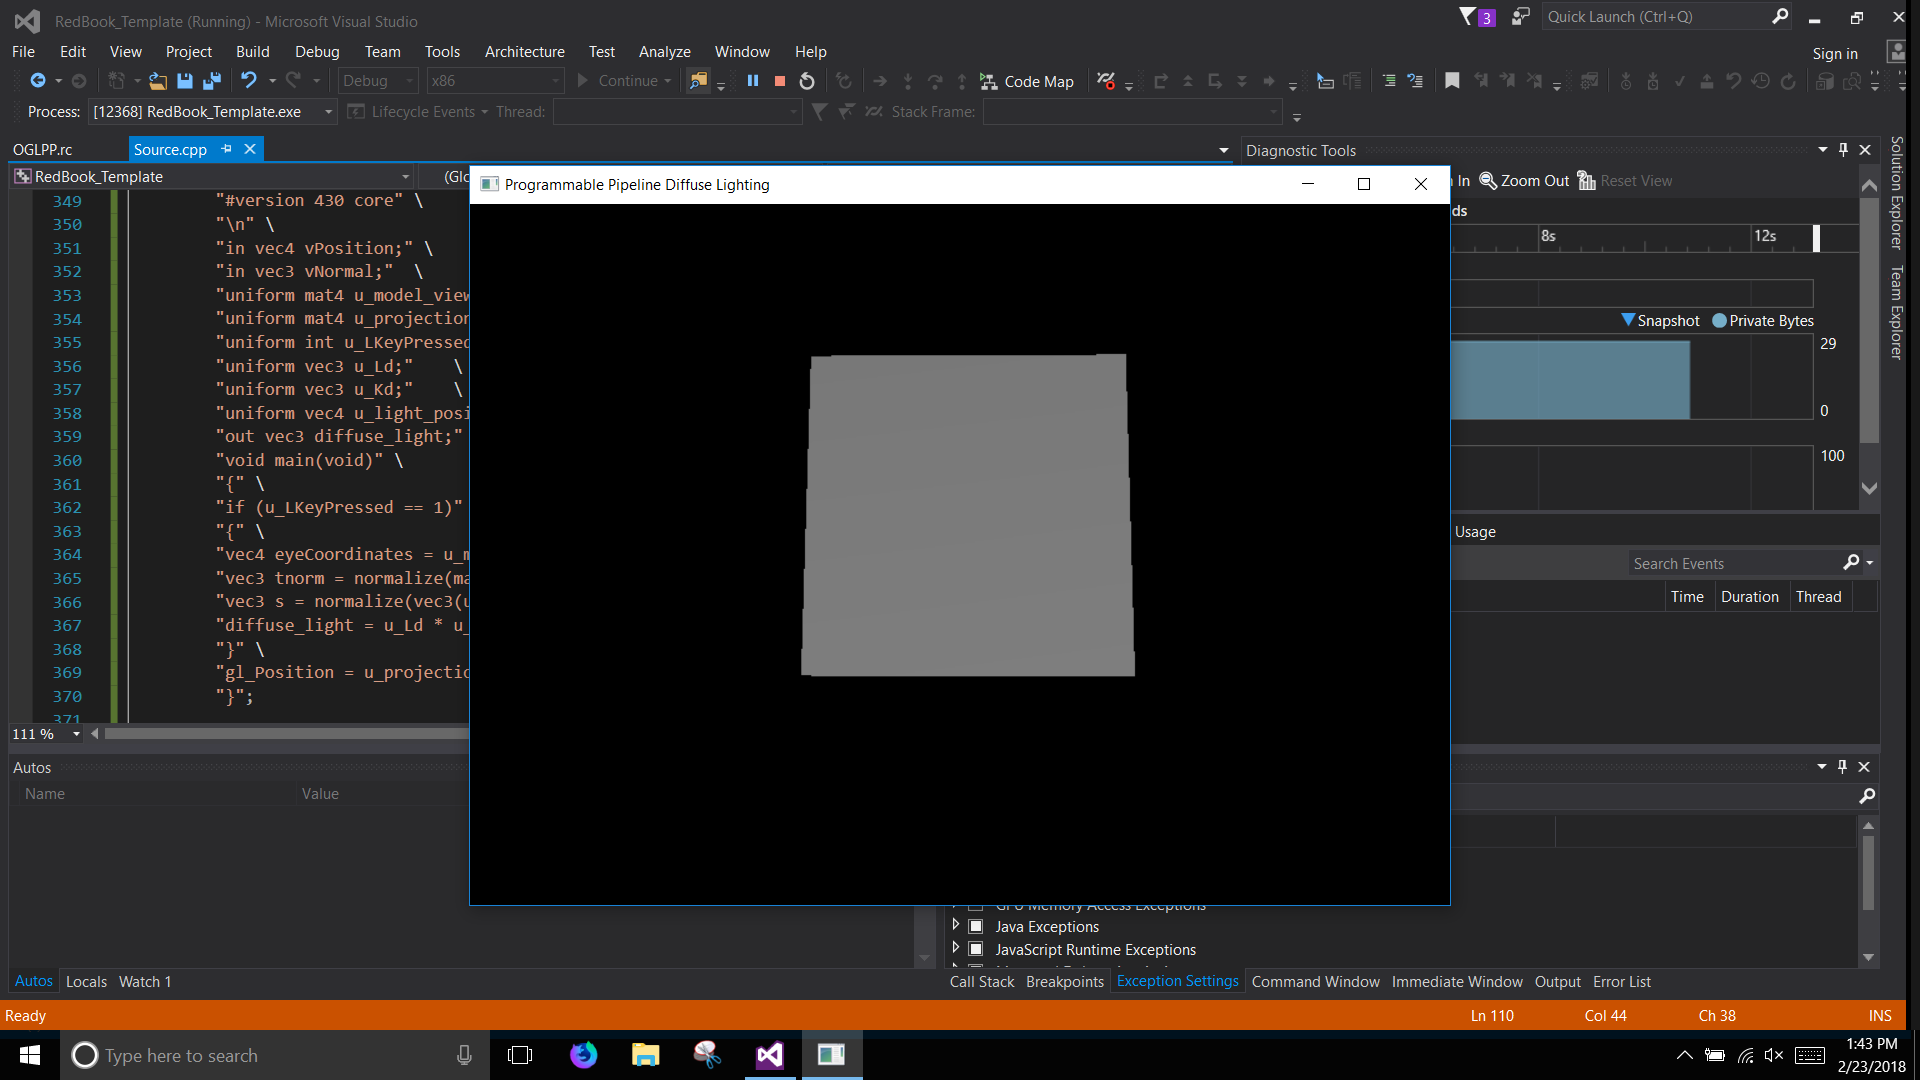 RedBook_Template (Running) - Microsoft Visual Studio
3
Quick Launch (Ctrl+Q)
File Edit View Project Build Debug Team Tools Architecture Test Analyze Window Help
Sign in
Debug x86 Continue Code Map
Process: [12368] RedBook_Template.exe Lifecycle Events Thread: Stack Frame:
OGLPP.rc Source.cpp
Diagnostic Tools
RedBook_Template (Glo
Programmable Pipeline Diffuse Lighting
In Zoom Out Reset View
ds
8s 12s
Snapshot Private Bytes
29
0
100
Usage
Search Events
Time Duration Thread
Solution Explorer
Team Explorer
349 "#version 430 core" \
350 "\n" \
351 "in vec4 vPosition;" \
352 "in vec3 vNormal;" \
353 "uniform mat4 u_model_view
354 "uniform mat4 u_projection
355 "uniform int u_LKeyPressed
356 "uniform vec3 u_Ld;" \
357 "uniform vec3 u_Kd;" \
358 "uniform vec4 u_light_posi
359 "out vec3 diffuse_light;"
360 "void main(void)" \
361 "{" \
362 "if (u_LKeyPressed == 1)"
363 "{" \
364 "vec4 eyeCoordinates = u_m
365 "vec3 tnorm = normalize(ma
366 "vec3 s = normalize(vec3(u
367 "diffuse_light = u_Ld * u_
368 "}" \
369 "gl_Position = u_projectio
370 "}";
371
111 %
Autos
Name Value
GPU Memory Access Exceptions
Java Exceptions
JavaScript Runtime Exceptions
Autos Locals Watch 1
Call Stack Breakpoints Exception Settings Command Window Immediate Window Output Error List
Ready
Ln 110 Col 44 Ch 38 INS
Type here to search
1:43 PM
2/23/2018